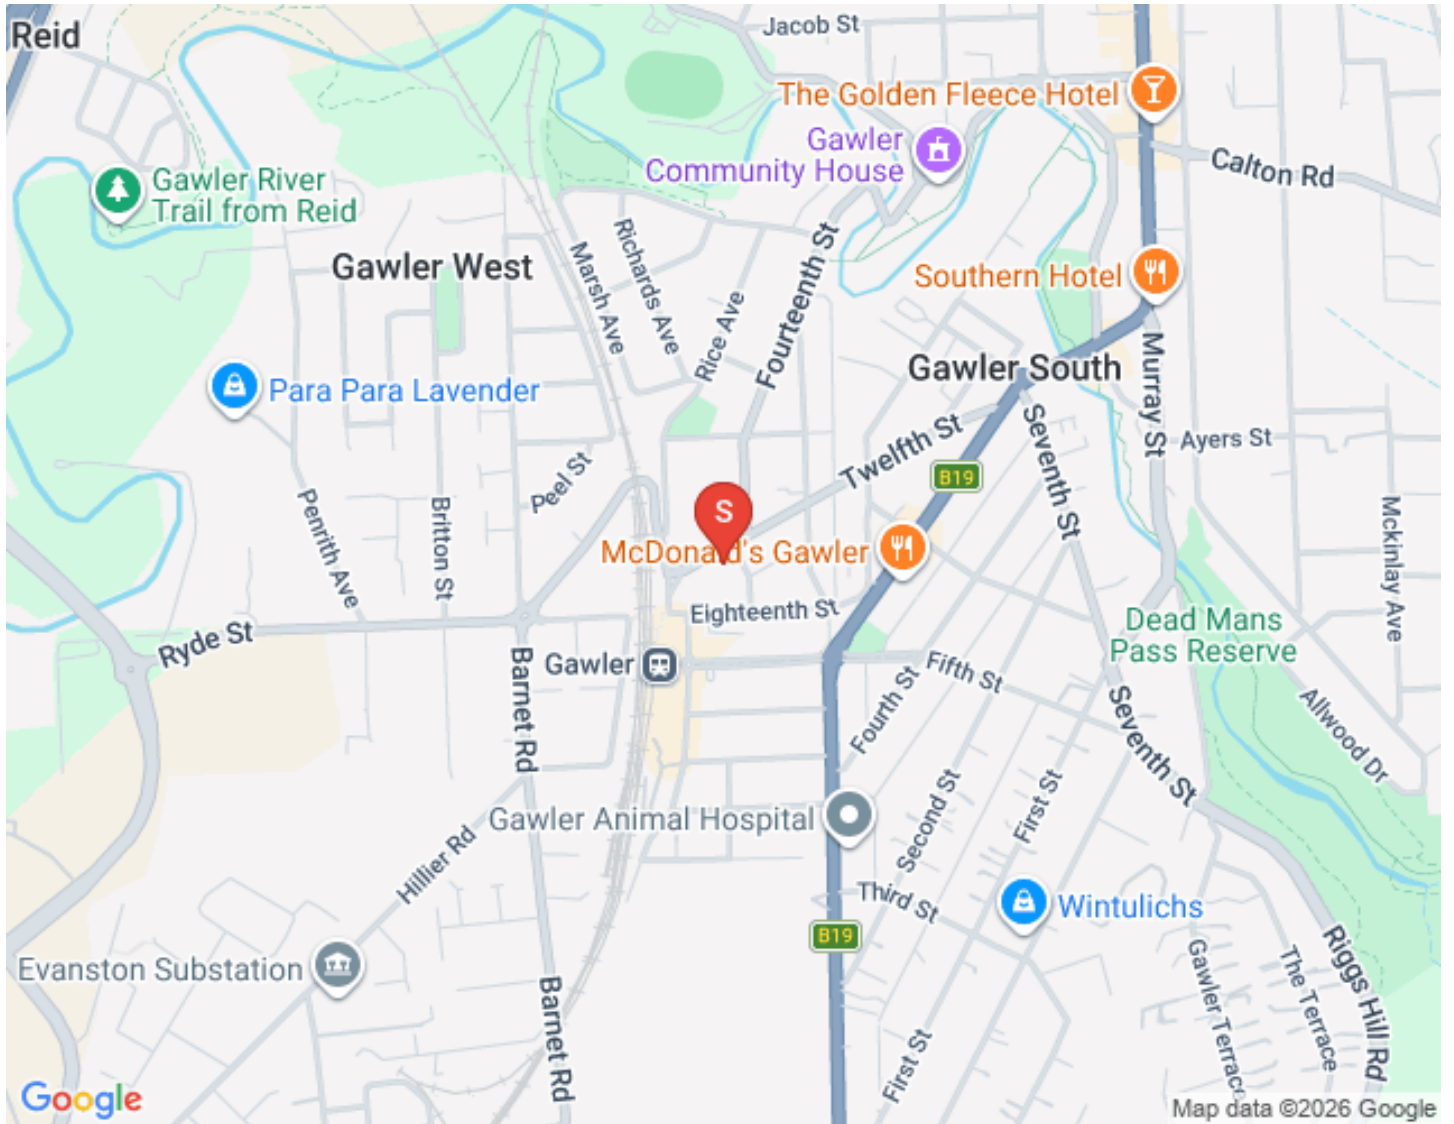 Reid
Jacob St
The Golden Fleece Hotel
Gawler
Community House
Calton Rd
Gawler River
Trail from Reid
Gawler West
Marsh Ave
Richards Ave
Rice Ave
Fourteenth St
Southern Hotel
Gawler South
Murray St
Para Para Lavender
Twelfth St
B19
Seventh St
Ayers St
Peel St
Penrith Ave
Britton St
S
McDonald's Gawler
Mckinlay Ave
Eighteenth St
Dead Mans
Pass Reserve
Ryde St
Gawler
Barnet Rd
Fifth St
Fourth St
Seventh St
Allwood Dr
Gawler Animal Hospital
Second St
First St
Hillier Rd
Third St
Wintulichs
B19
Evanston Substation
Barnet Rd
First St
Gawler Terrace
The Terrace
Riggs Hill Rd
Google
Map data ©2026 Google